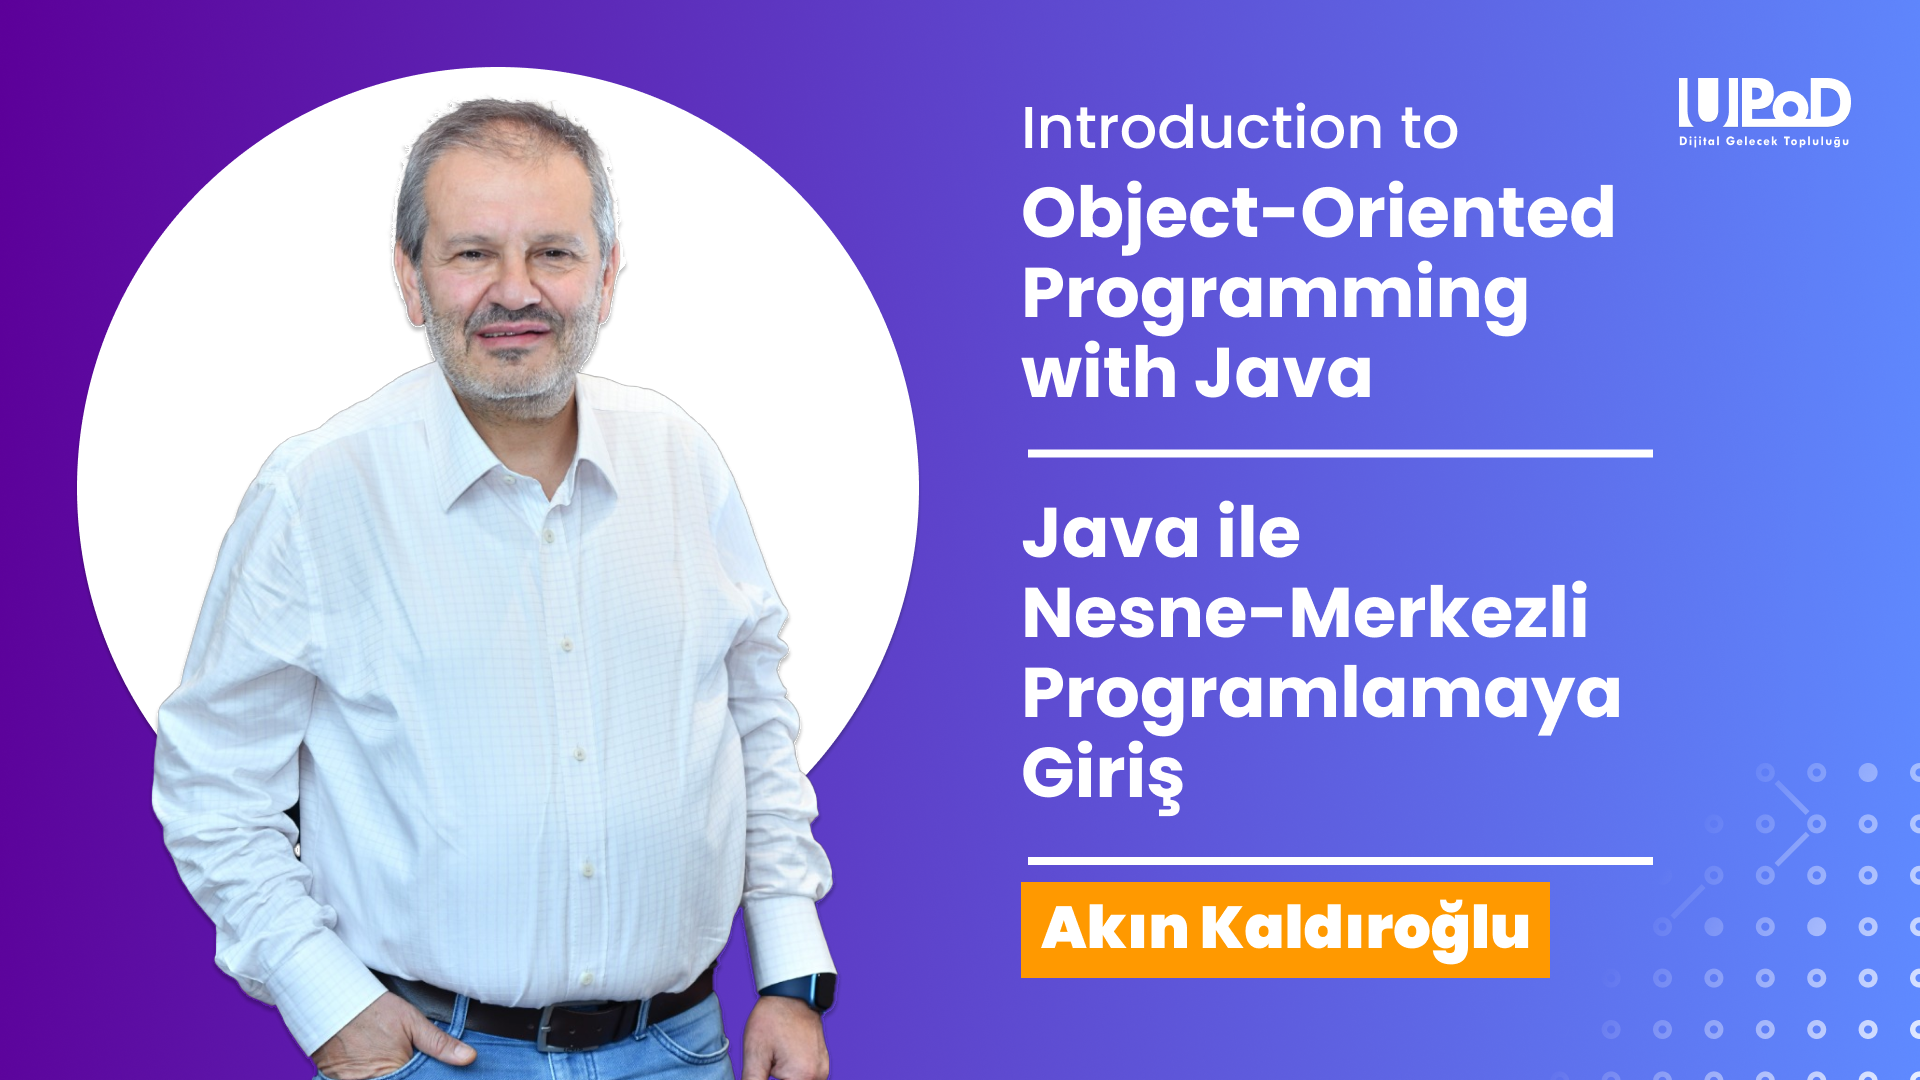 Introduction to
Object-Oriented
Programming
with Java
UPoD
Dijital Gelecek Topluluğu
Java ile
Nesne-Merkezli
Programlamaya
Giriş
Akın Kaldıroğlu